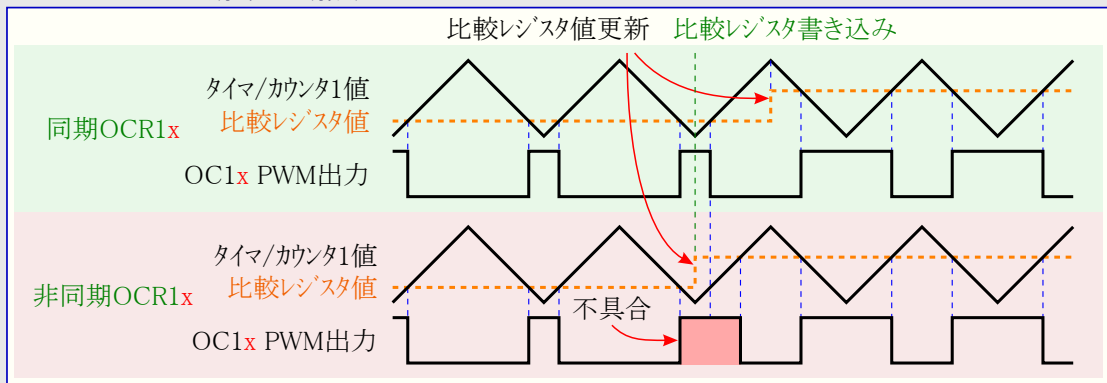 比較レジスタ値更新 比較レジスタ書き込み
タイマ/カウンタ1値
同期OCR1x 比較レジスタ値
OC1x PWM出力
タイマ/カウンタ1値
非同期OCR1x 比較レジスタ値
不具合
OC1x PWM出力